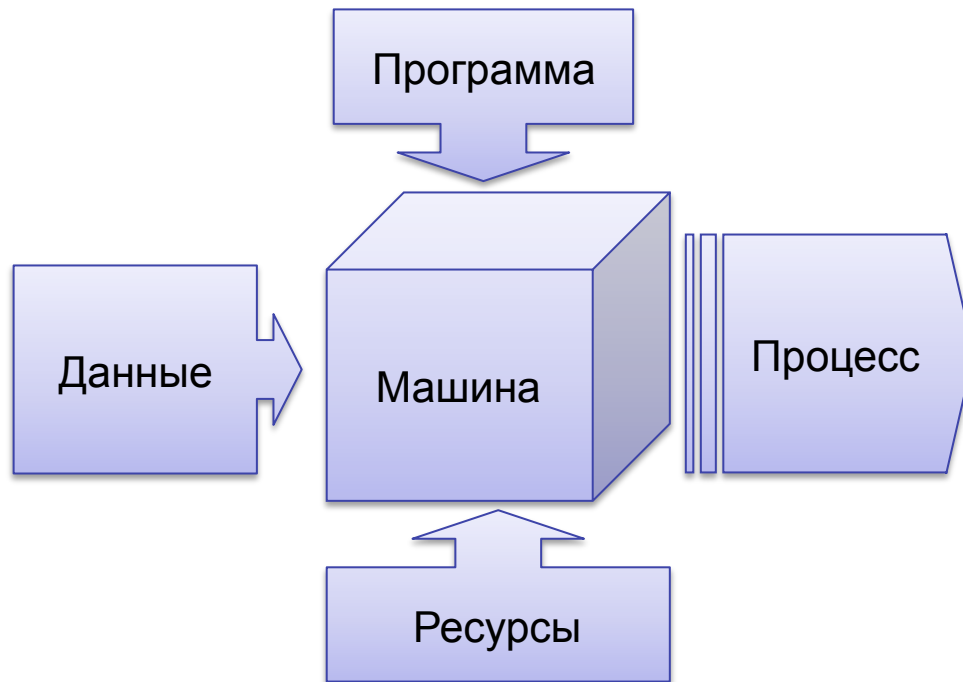 Программа
Данные
Машина
Процесс
Ресурсы